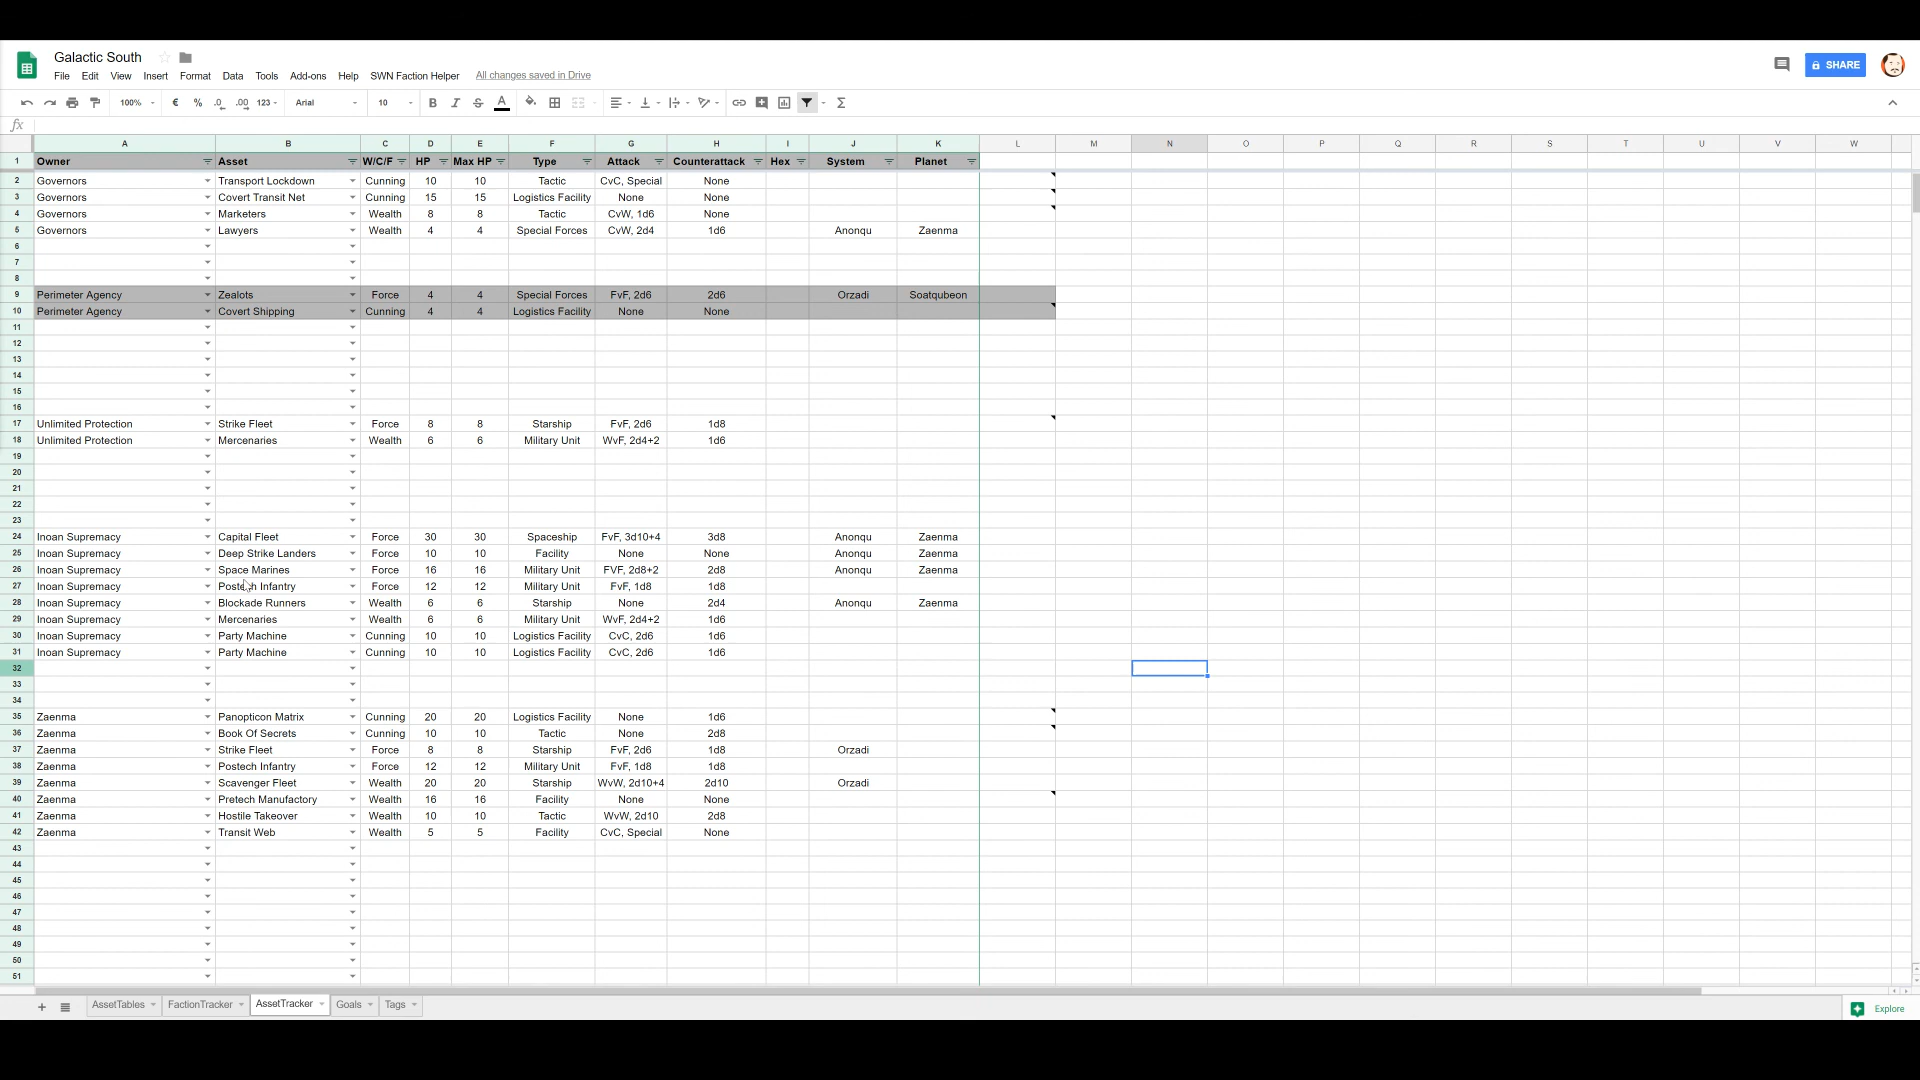 Galactic South
File Edit View Insert Format Data Tools Add-ons Help SWN Faction Helper All changes saved in Drive
SHARE
100% € % .0 .00 123 Arial 10 B I S A Σ
fx
A B C D E F G H I J K L M N O P Q R S T U V W
1 Owner Asset W/C/F HP Max HP Type Attack Counterattack Hex System Planet
2 Governors Transport Lockdown Cunning 10 10 Tactic CvC, Special None
3 Governors Covert Transit Net Cunning 15 15 Logistics Facility None None
4 Governors Marketers Wealth 8 8 Tactic CvW, 1d6 None
5 Governors Lawyers Wealth 4 4 Special Forces CvW, 2d4 1d6 Anonqu Zaenma
6
7
8
9 Perimeter Agency Zealots Force 4 4 Special Forces FvF, 2d6 2d6 Orzadi Soatqubeon
10 Perimeter Agency Covert Shipping Cunning 4 4 Logistics Facility None None
11
12
13
14
15
16
17 Unlimited Protection Strike Fleet Force 8 8 Starship FvF, 2d6 1d8
18 Unlimited Protection Mercenaries Wealth 6 6 Military Unit WvF, 2d4+2 1d6
19
20
21
22
23
24 Inoan Supremacy Capital Fleet Force 30 30 Spaceship FvF, 3d10+4 3d8 Anonqu Zaenma
25 Inoan Supremacy Deep Strike Landers Force 10 10 Facility None None Anonqu Zaenma
26 Inoan Supremacy Space Marines Force 16 16 Military Unit FVF, 2d8+2 2d8 Anonqu Zaenma
27 Inoan Supremacy Postech Infantry Force 12 12 Military Unit FvF, 1d8 1d8
28 Inoan Supremacy Blockade Runners Wealth 6 6 Starship None 2d4 Anonqu Zaenma
29 Inoan Supremacy Mercenaries Wealth 6 6 Military Unit WvF, 2d4+2 1d6
30 Inoan Supremacy Party Machine Cunning 10 10 Logistics Facility CvC, 2d6 1d6
31 Inoan Supremacy Party Machine Cunning 10 10 Logistics Facility CvC, 2d6 1d6
32
33
34
35 Zaenma Panopticon Matrix Cunning 20 20 Logistics Facility None 1d6
36 Zaenma Book Of Secrets Cunning 10 10 Tactic None 2d8
37 Zaenma Strike Fleet Force 8 8 Starship FvF, 2d6 1d8 Orzadi
38 Zaenma Postech Infantry Force 12 12 Military Unit FvF, 1d8 1d8
39 Zaenma Scavenger Fleet Wealth 20 20 Starship WvW, 2d10+4 2d10 Orzadi
40 Zaenma Pretech Manufactory Wealth 16 16 Facility None None
41 Zaenma Hostile Takeover Wealth 10 10 Tactic WvW, 2d10 2d8
42 Zaenma Transit Web Wealth 5 5 Facility CvC, Special None
43
44
45
46
47
48
49
50
51
AssetTables FactionTracker AssetTracker Goals Tags Explore